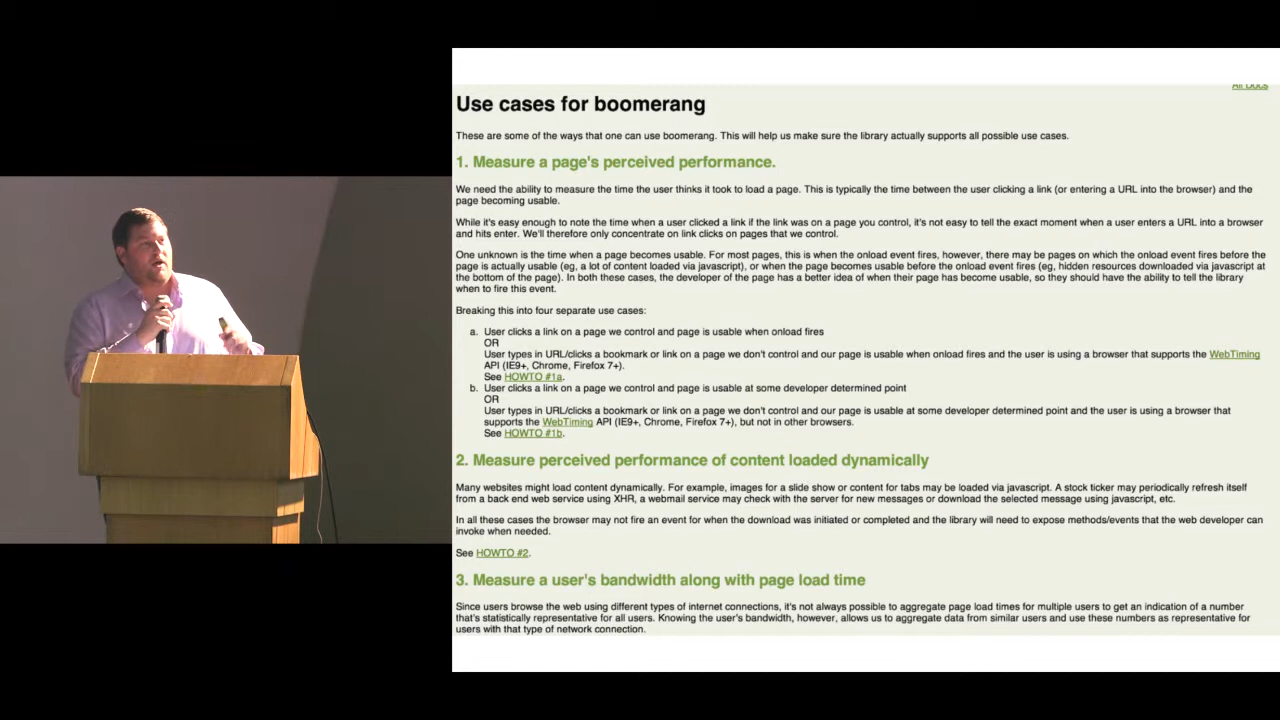 All Docs
Use cases for boomerang
These are some of the ways that one can use boomerang. This will help us make sure the library actually supports all possible use cases.
1. Measure a page's perceived performance.
We need the ability to measure the time the user thinks it took to load a page. This is typically the time between the user clicking a link (or entering a URL into the browser) and the
page becoming usable.
While it's easy enough to note the time when a user clicked a link if the link was on a page you control, it's not easy to tell the exact moment when a user enters a URL into a browser
and hits enter. We'll therefore only concentrate on link clicks on pages that we control.
One unknown is the time when a page becomes usable. For most pages, this is when the onload event fires, however, there may be pages on which the onload event fires before the
page is actually usable (eg, a lot of content loaded via javascript), or when the page becomes usable before the onload event fires (eg, hidden resources downloaded via javascript at
the bottom of the page). In both these cases, the developer of the page has a better idea of when their page has become usable, so they should have the ability to tell the library
when to fire this event.
Breaking this into four separate use cases:
a. User clicks a link on a page we control and page is usable when onload fires
OR
User types in URL/clicks a bookmark or link on a page we don't control and our page is usable when onload fires and the user is using a browser that supports the WebTiming
API (IE9+, Chrome, Firefox 7+).
See HOWTO #1a.
b. User clicks a link on a page we control and page is usable at some developer determined point
OR
User types in URL/clicks a bookmark or link on a page we don't control and our page is usable at some developer determined point and the user is using a browser that
supports the WebTiming API (IE9+, Chrome, Firefox 7+), but not in other browsers.
See HOWTO #1b.
2. Measure perceived performance of content loaded dynamically
Many websites might load content dynamically. For example, images for a slide show or content for tabs may be loaded via javascript. A stock ticker may periodically refresh itself
from a back end web service using XHR, a webmail service may check with the server for new messages or download the selected message using javascript, etc.
In all these cases the browser may not fire an event for when the download was initiated or completed and the library will need to expose methods/events that the web developer can
invoke when needed.
See HOWTO #2.
3. Measure a user's bandwidth along with page load time
Since users browse the web using different types of internet connections, it's not always possible to aggregate page load times for multiple users to get an indication of a number
that's statistically representative for all users. Knowing the user's bandwidth, however, allows us to aggregate data from similar users and use these numbers as representative for
users with that type of network connection.